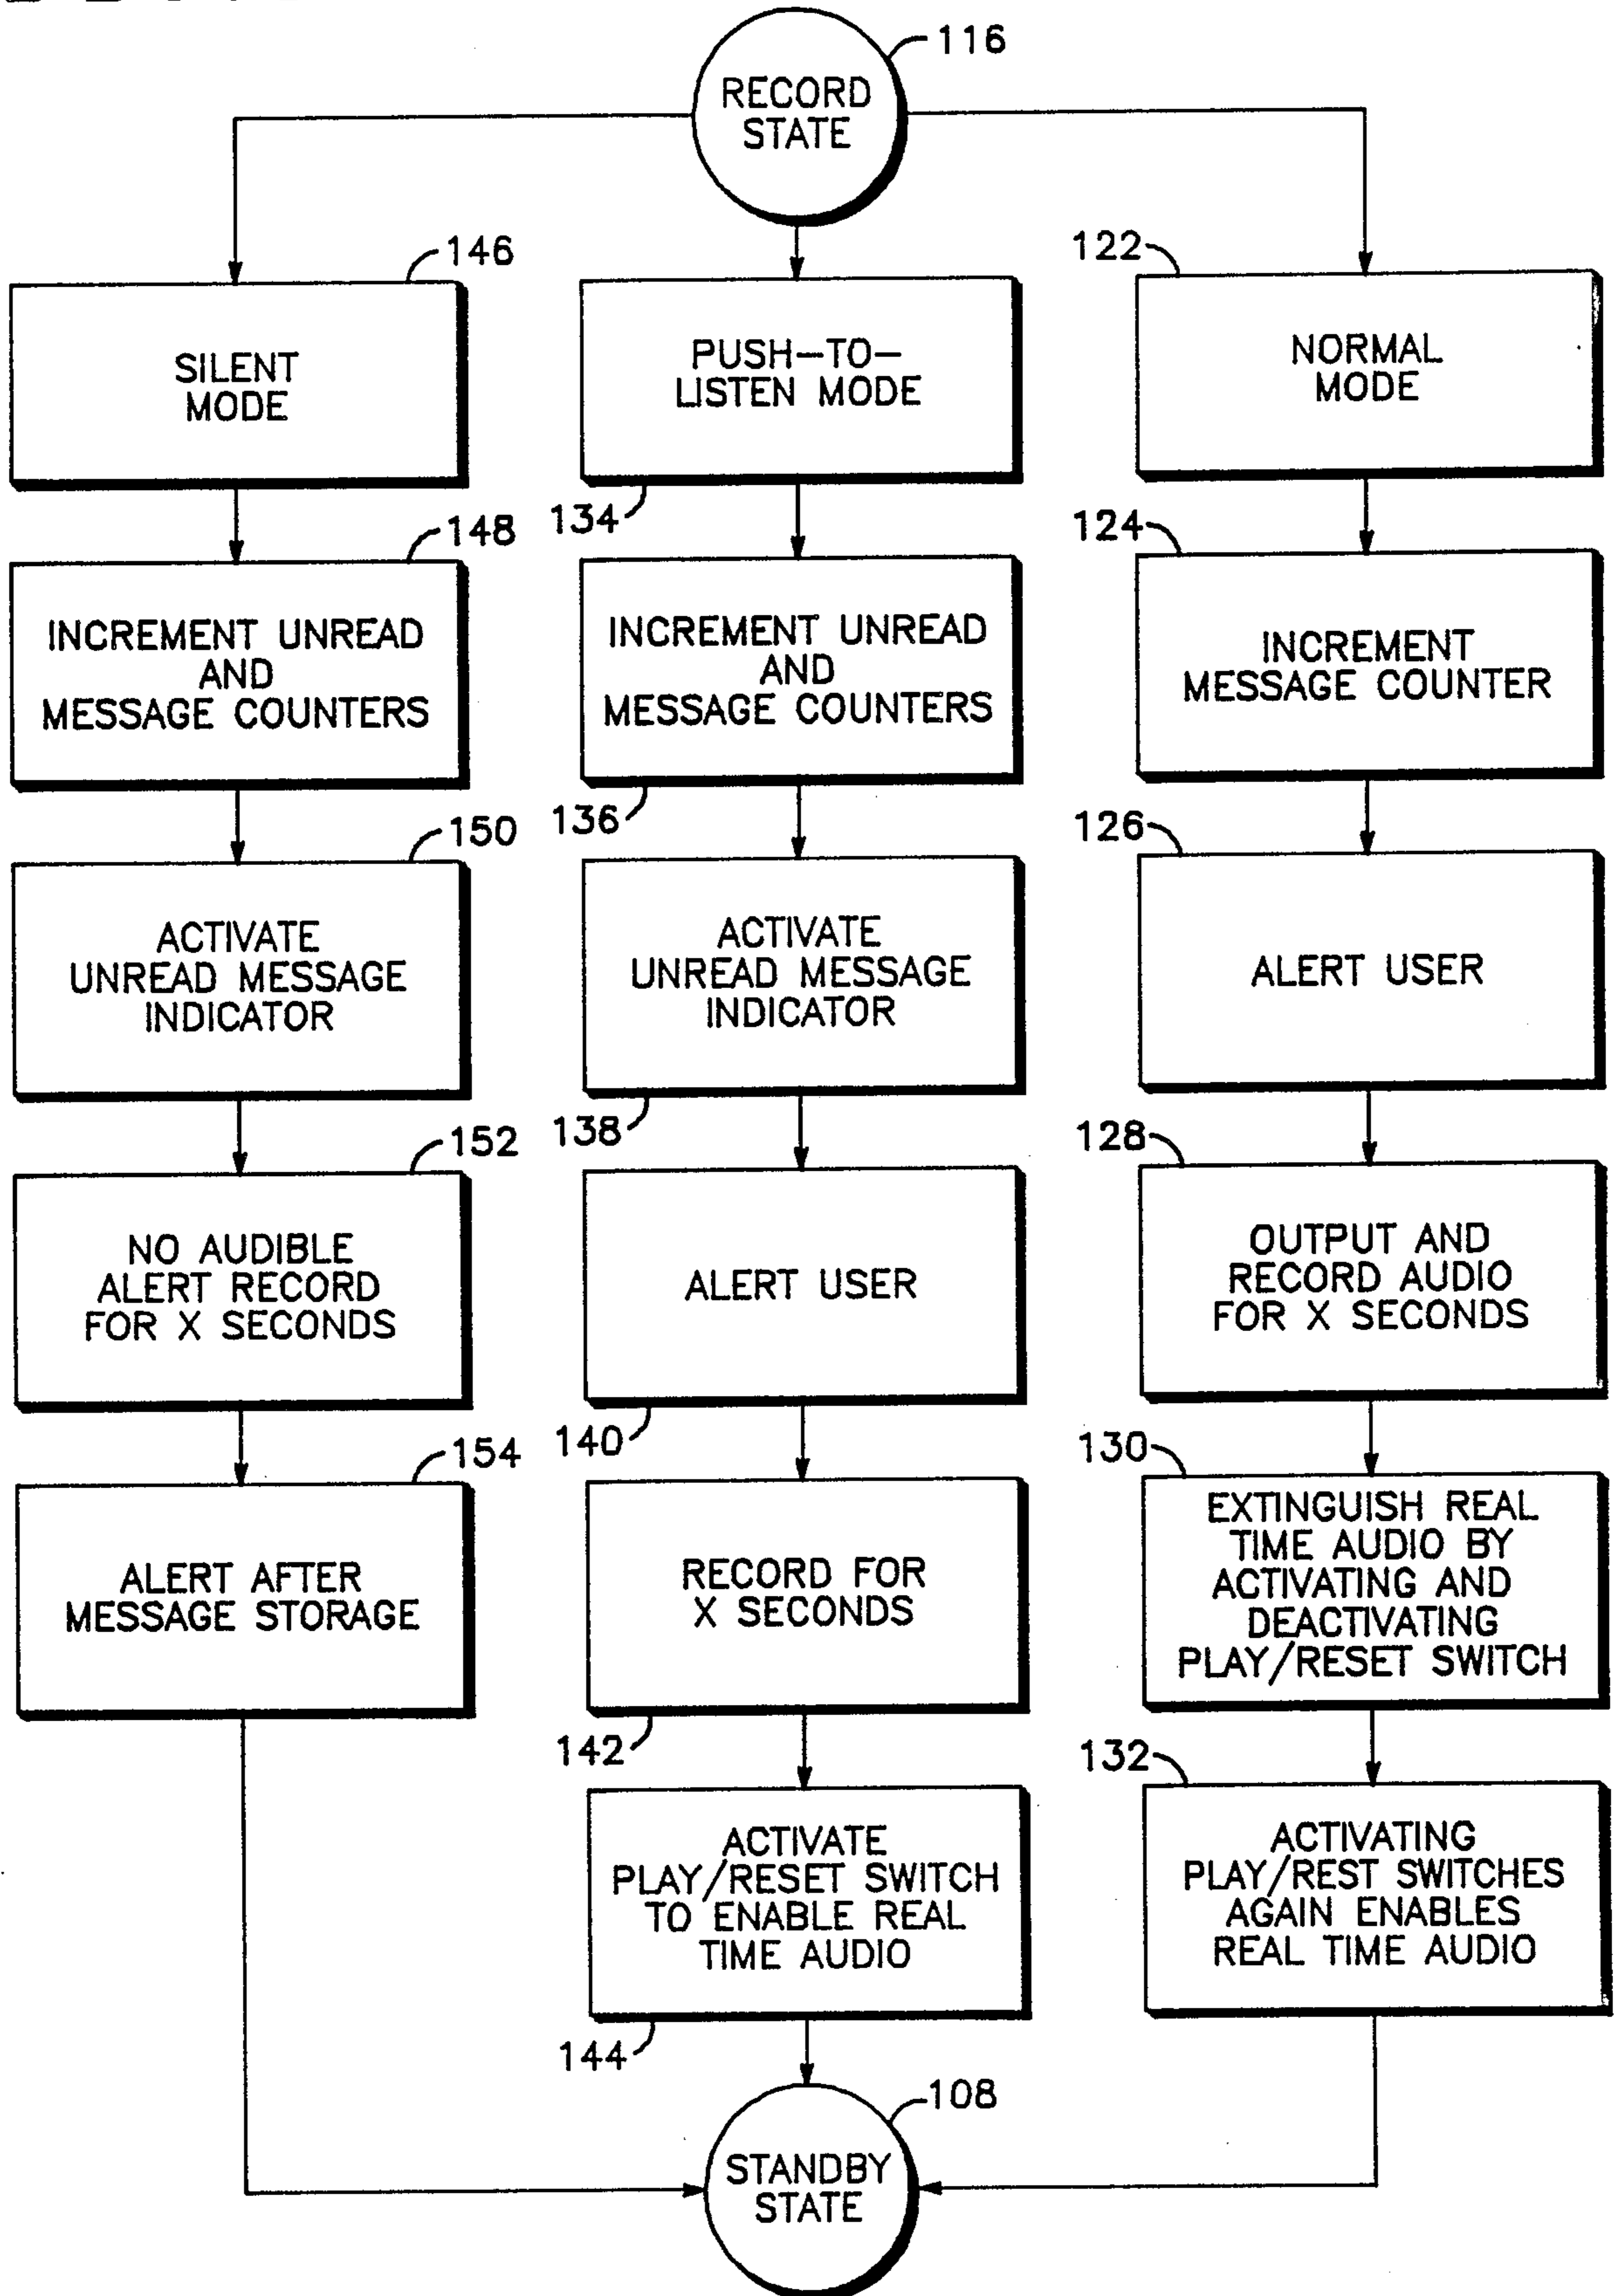 116
RECORD
STATE
146
SILENT
MODE
148
INCREMENT UNREAD
AND
MESSAGE COUNTERS
150
ACTIVATE
UNREAD MESSAGE
INDICATOR
152
NO AUDIBLE
ALERT RECORD
FOR X SECONDS
154
ALERT AFTER
MESSAGE STORAGE
PUSH-TO-
LISTEN MODE
134
INCREMENT UNREAD
AND
MESSAGE COUNTERS
136
ACTIVATE
UNREAD MESSAGE
INDICATOR
138
ALERT USER
140
RECORD FOR
X SECONDS
142
ACTIVATE
PLAY/RESET SWITCH
TO ENABLE REAL
TIME AUDIO
144
122
NORMAL
MODE
124
INCREMENT
MESSAGE COUNTER
126
ALERT USER
128
OUTPUT AND
RECORD AUDIO
FOR X SECONDS
130
EXTINGUISH REAL
TIME AUDIO BY
ACTIVATING AND
DEACTIVATING
PLAY/RESET SWITCH
132
ACTIVATING
PLAY/REST SWITCHES
AGAIN ENABLES
REAL TIME AUDIO
108
STANDBY
STATE